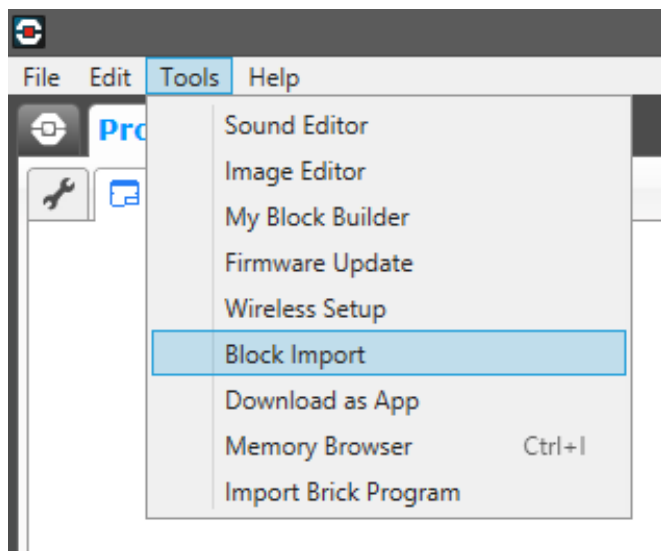 File Edit Tools Help
Pro
Sound Editor
Image Editor
My Block Builder
Firmware Update
Wireless Setup
Block Import
Download as App
Memory Browser Ctrl+I
Import Brick Program